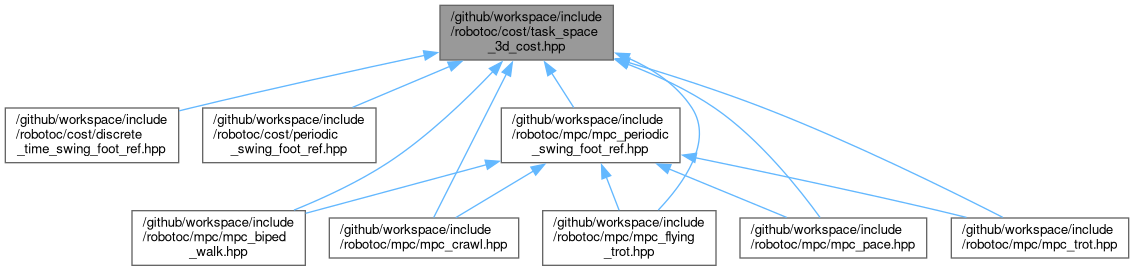 /github/workspace/include
/robotoc/cost/task_space
_3d_cost.hpp
/github/workspace/include
/robotoc/cost/discrete
_time_swing_foot_ref.hpp
/github/workspace/include
/robotoc/cost/periodic
_swing_foot_ref.hpp
/github/workspace/include
/robotoc/mpc/mpc_periodic
_swing_foot_ref.hpp
/github/workspace/include
/robotoc/mpc/mpc_biped
_walk.hpp
/github/workspace/include
/robotoc/mpc/mpc_crawl.hpp
/github/workspace/include
/robotoc/mpc/mpc_flying
_trot.hpp
/github/workspace/include
/robotoc/mpc/mpc_pace.hpp
/github/workspace/include
/robotoc/mpc/mpc_trot.hpp